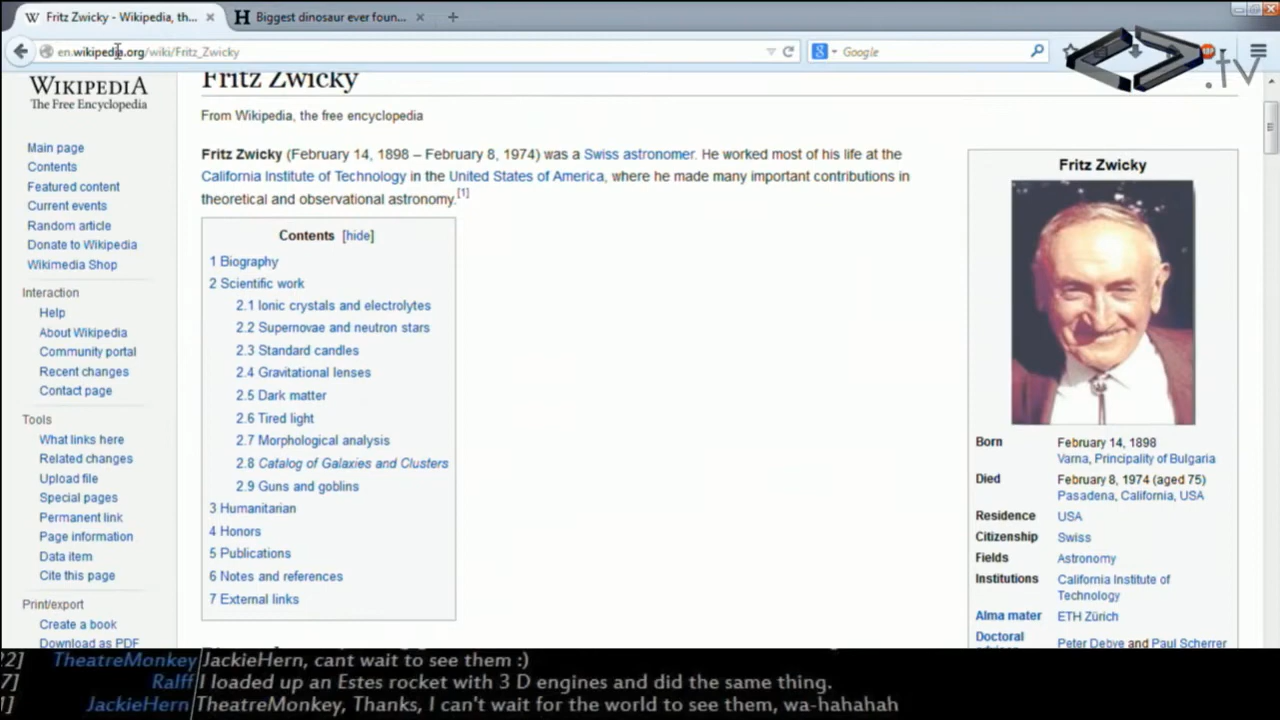 Fritz Zwicky - Wikipedia, th...
Biggest dinosaur ever foun...
en.wikipedia.org/wiki/Fritz_Zwicky
Google
.tv
WIKIPEDIA
The Free Encyclopedia
Main page
Contents
Featured content
Current events
Random article
Donate to Wikipedia
Wikimedia Shop
Interaction
Help
About Wikipedia
Community portal
Recent changes
Contact page
Tools
What links here
Related changes
Upload file
Special pages
Permanent link
Page information
Data item
Cite this page
Print/export
Create a book
Download as PDF
Fritz Zwicky
From Wikipedia, the free encyclopedia
Fritz Zwicky (February 14, 1898 – February 8, 1974) was a Swiss astronomer. He worked most of his life at the
California Institute of Technology in the United States of America, where he made many important contributions in
theoretical and observational astronomy.[1]
Contents [hide]
1 Biography
2 Scientific work
2.1 Ionic crystals and electrolytes
2.2 Supernovae and neutron stars
2.3 Standard candles
2.4 Gravitational lenses
2.5 Dark matter
2.6 Tired light
2.7 Morphological analysis
2.8 Catalog of Galaxies and Clusters
2.9 Guns and goblins
3 Humanitarian
4 Honors
5 Publications
6 Notes and references
7 External links
Fritz Zwicky
Born February 14, 1898
Varna, Principality of Bulgaria
Died February 8, 1974 (aged 75)
Pasadena, California, USA
Residence USA
Citizenship Swiss
Fields Astronomy
Institutions California Institute of
Technology
Alma mater ETH Zürich
Doctoral Peter Debye and Paul Scherrer
22] TheatreMonkey JackieHern, cant wait to see them :)
7] Ralff I loaded up an Estes rocket with 3 D engines and did the same thing.
1] JackieHern TheatreMonkey, Thanks, I can't wait for the world to see them, wa-hahahah